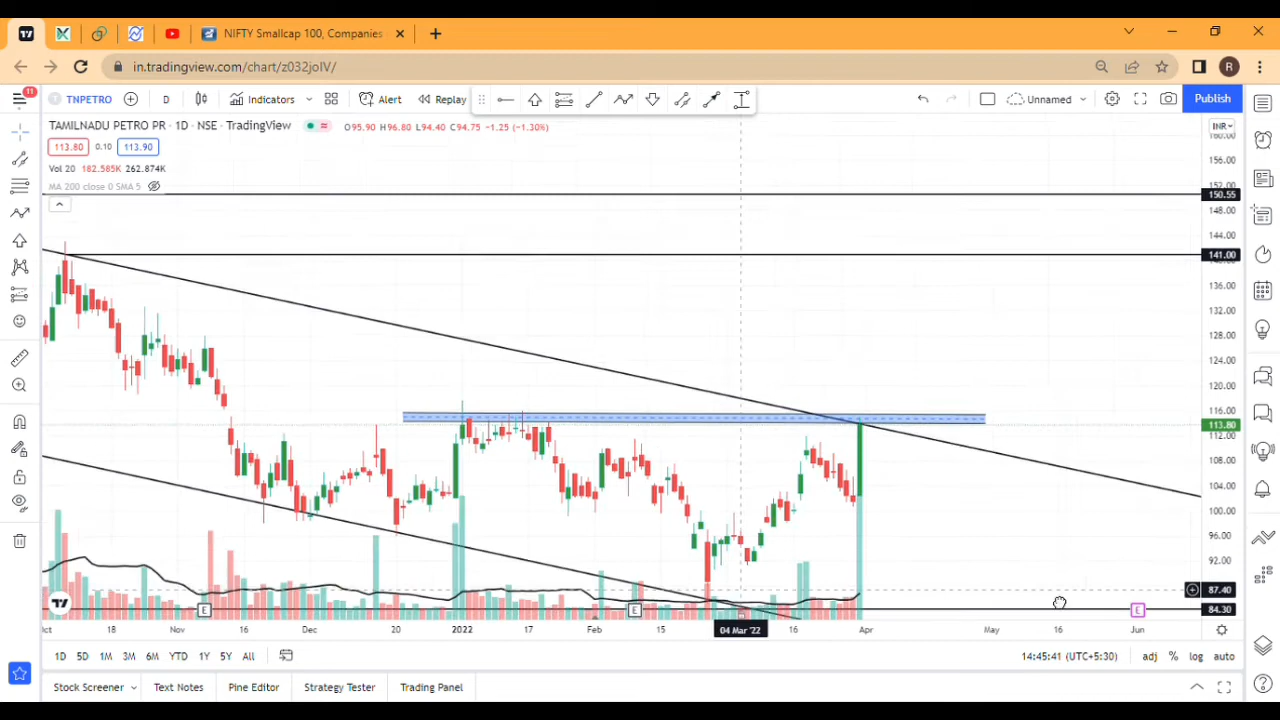 NIFTY Smallcap 100, Companies
in.tradingview.com/chart/z032joIV/
11
TNPETRO D Indicators Alert Replay Unnamed Publish
TAMILNADU PETRO PR · 1D · NSE · TradingView O95.90 H96.80 L94.40 C94.75 -1.25 (-1.30%)
INR
113.80 0.10 113.90
Vol 20 182.585K 262.874K
MA 200 close 0 SMA 5
160.00
156.00
152.00
150.55
148.00
144.00
141.00
136.00
132.00
128.00
124.00
120.00
116.00
113.80
112.00
108.00
104.00
100.00
96.00
92.00
87.40
84.30
E E E
Oct 18 Nov 16 Dec 20 2022 17 Feb 15 04 Mar '22 16 Apr May 16 Jun
1D 5D 1M 3M 6M YTD 1Y 5Y All 14:45:41 (UTC+5:30) adj % log auto
Stock Screener Text Notes Pine Editor Strategy Tester Trading Panel